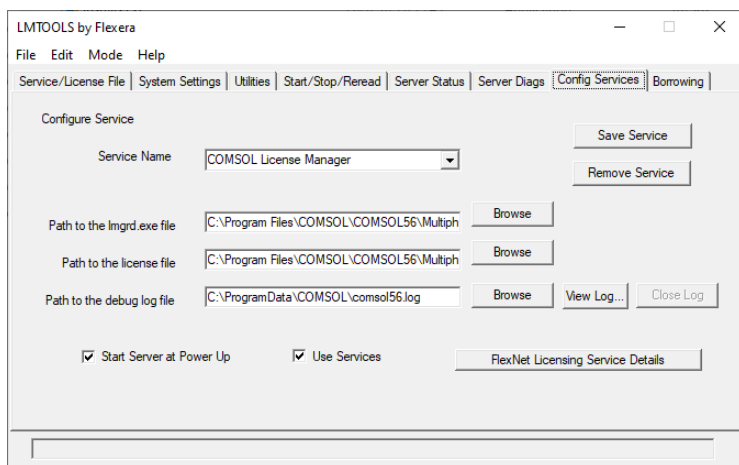 LMTOOLS by Flexera
File Edit Mode Help
Service/License File System Settings Utilities Start/Stop/Reread Server Status Server Diags Config Services Borrowing
Configure Service
Save Service
Service Name COMSOL License Manager
Remove Service
Path to the lmgrd.exe file C:\Program Files\COMSOL\COMSOL56\Multiph Browse
Path to the license file C:\Program Files\COMSOL\COMSOL56\Multiph Browse
Path to the debug log file C:\ProgramData\COMSOL\comsol56.log Browse View Log... Close Log
Start Server at Power Up Use Services FlexNet Licensing Service Details